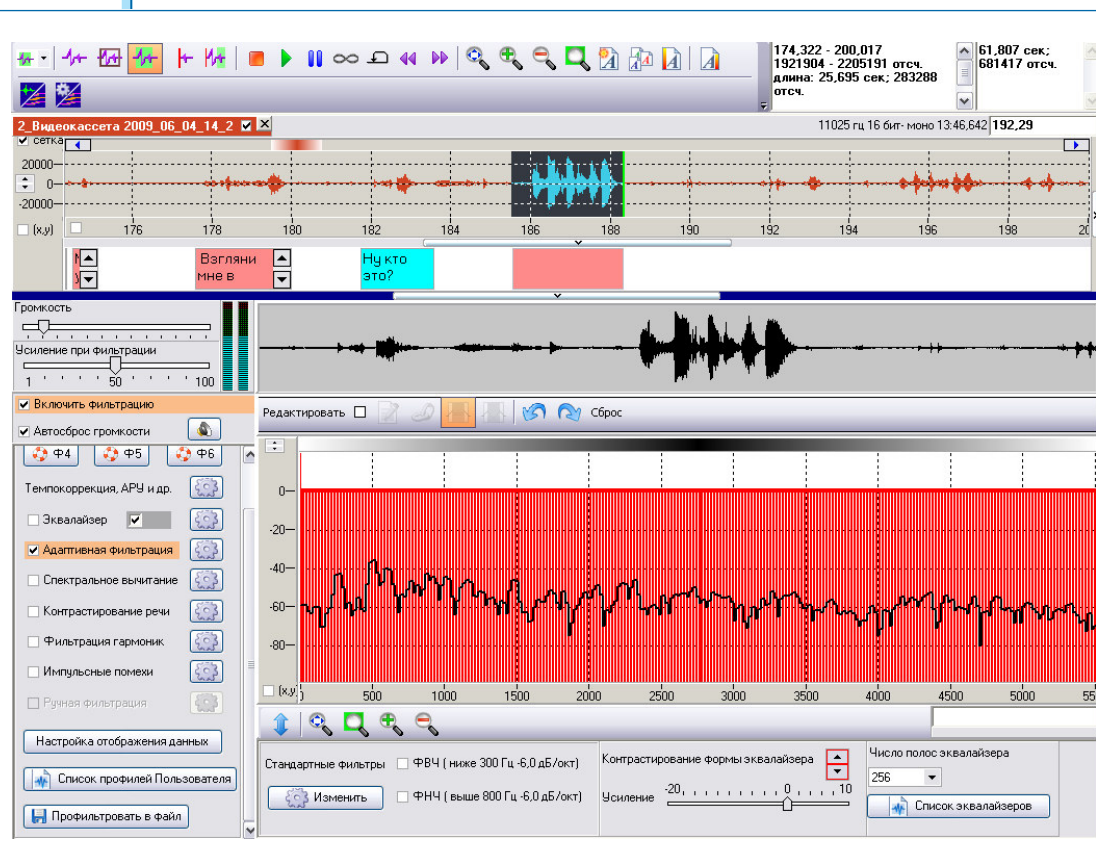 174,322 - 200,017
1921904 - 2205191 отсч.
длина: 25,695 сек; 283288
отсч.
61,807 сек;
681417 отсч.
2_Видеокассета 2009_06_04_14_2
11025 гц 16 бит- моно 13:46,642 192,29
сетка
20000
0
-20000
(x,y)
176 178 180 182 184 186 188 190 192 194 196 198 20
Взгляни
мне в
Ну кто
это?
Громкость
Усиление при фильтрации
1 50 100
Включить фильтрацию
Автосброс громкости
Редактировать
Сброс
Ф4 Ф5 Ф6
Темпокоррекция, АРУ и др.
Эквалайзер
Адаптивная фильтрация
Спектральное вычитание
Контрастирование речи
Фильтрация гармоник
Импульсные помехи
Ручная фильтрация
Настройка отображения данных
Список профилей Пользователя
Профильтровать в файл
0
-20
-40
-60
-80
(x,y)
500 1000 1500 2000 2500 3000 3500 4000 4500 5000 55
Стандартные фильтры
ФВЧ ( ниже 300 Гц -6,0 дБ/окт)
Изменить
ФНЧ ( выше 800 Гц -6,0 дБ/окт)
Контрастирование формы эквалайзера
Усиление
-20 0 10
Число полос эквалайзера
256
Список эквалайзеров